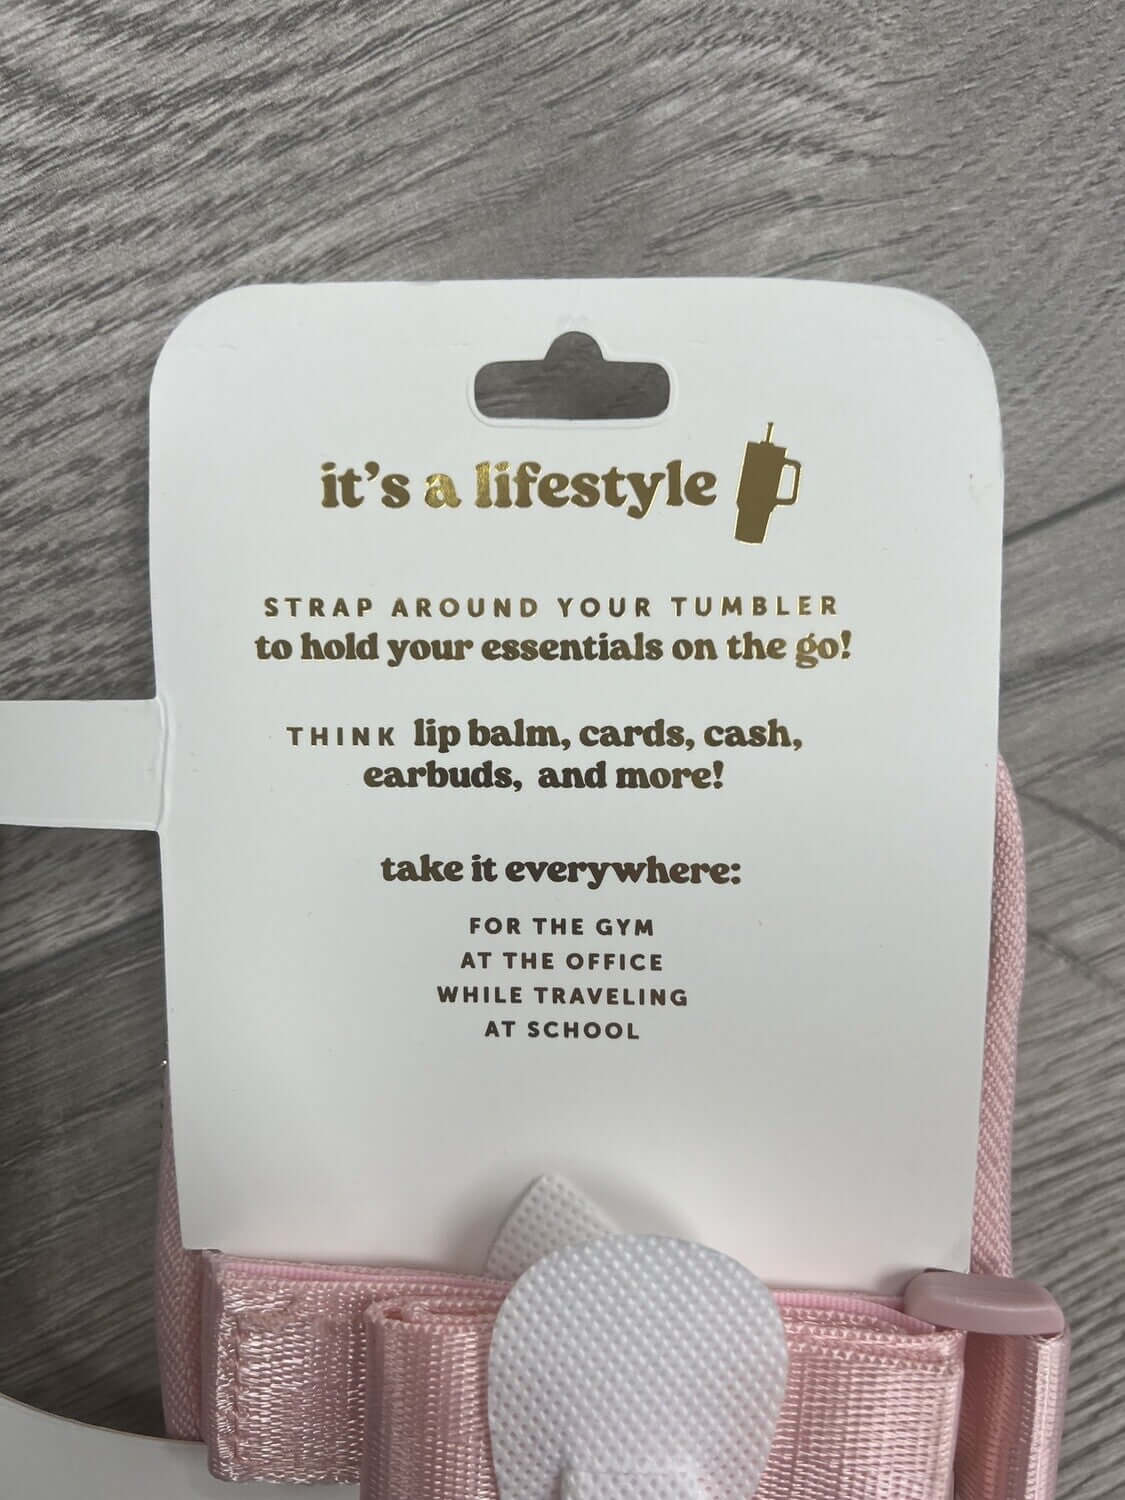 it's a lifestyle
STRAP AROUND YOUR TUMBLER
to hold your essentials on the go!
THINK lip balm, cards, cash,
earbuds, and more!
take it everywhere:
FOR THE GYM
AT THE OFFICE
WHILE TRAVELING
AT SCHOOL